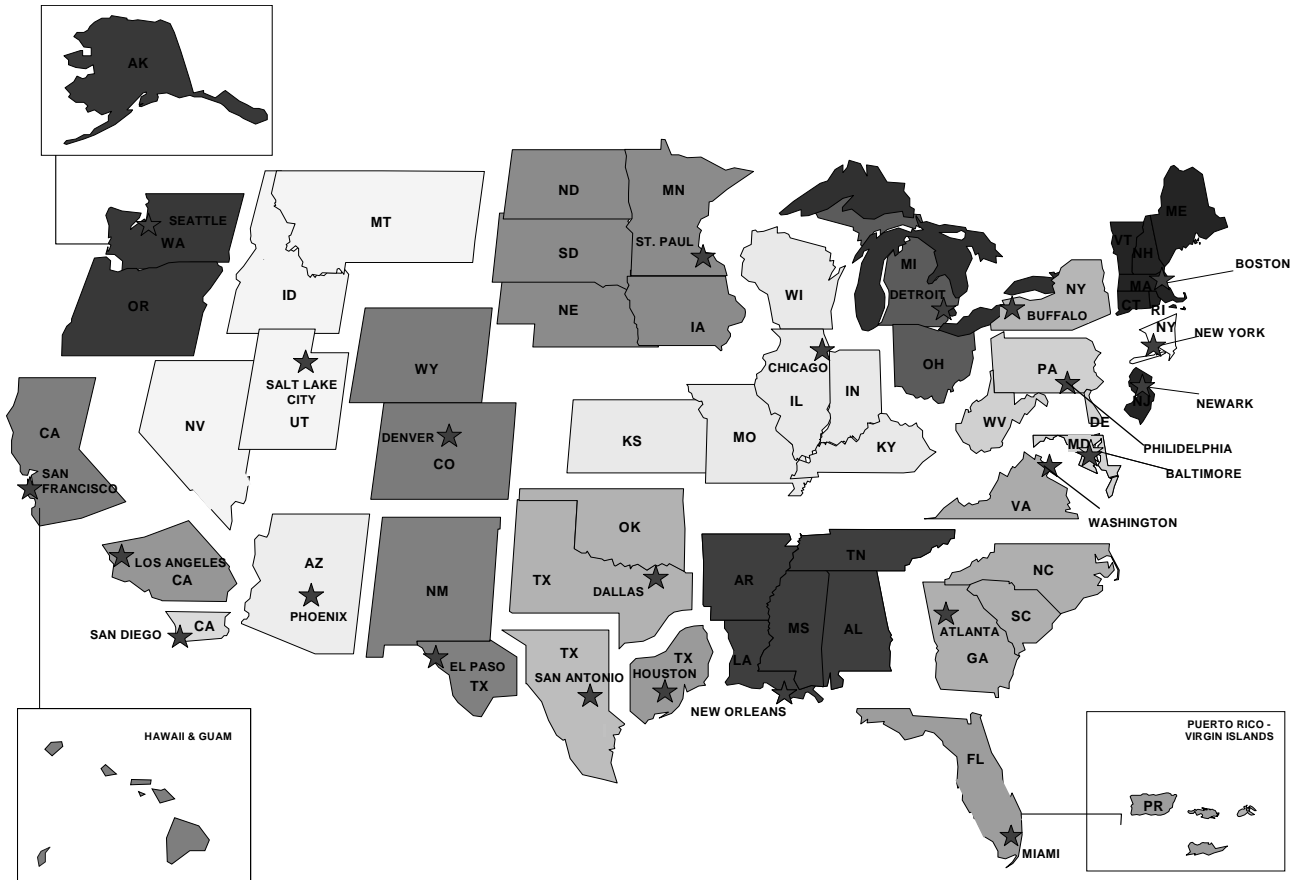 AK
ND
MN
ME
MT
SEATTLE
WA
VT
NH
ST. PAUL
SD
MI
BOSTON
ID
WI
DETROIT
NY
MA
OR
NE
IA
BUFFALO
CT
RI
NY
NEW YORK
CHICAGO
OH
PA
WY
SALT LAKE
CITY
IL
IN
NJ
NEWARK
UT
NV
CA
DENVER
CO
KS
MO
KY
WV
DE
MD
PHILIDELPHIA
BALTIMORE
SAN
FRANCISCO
VA
WASHINGTON
OK
TN
LOS ANGELES
CA
AZ
NM
TX
DALLAS
AR
NC
PHOENIX
SC
CA
SAN DIEGO
MS
AL
ATLANTA
GA
TX
TX
LA
EL PASO
TX
SAN ANTONIO
HOUSTON
NEW ORLEANS
HAWAII & GUAM
PUERTO RICO -
VIRGIN ISLANDS
FL
PR
MIAMI